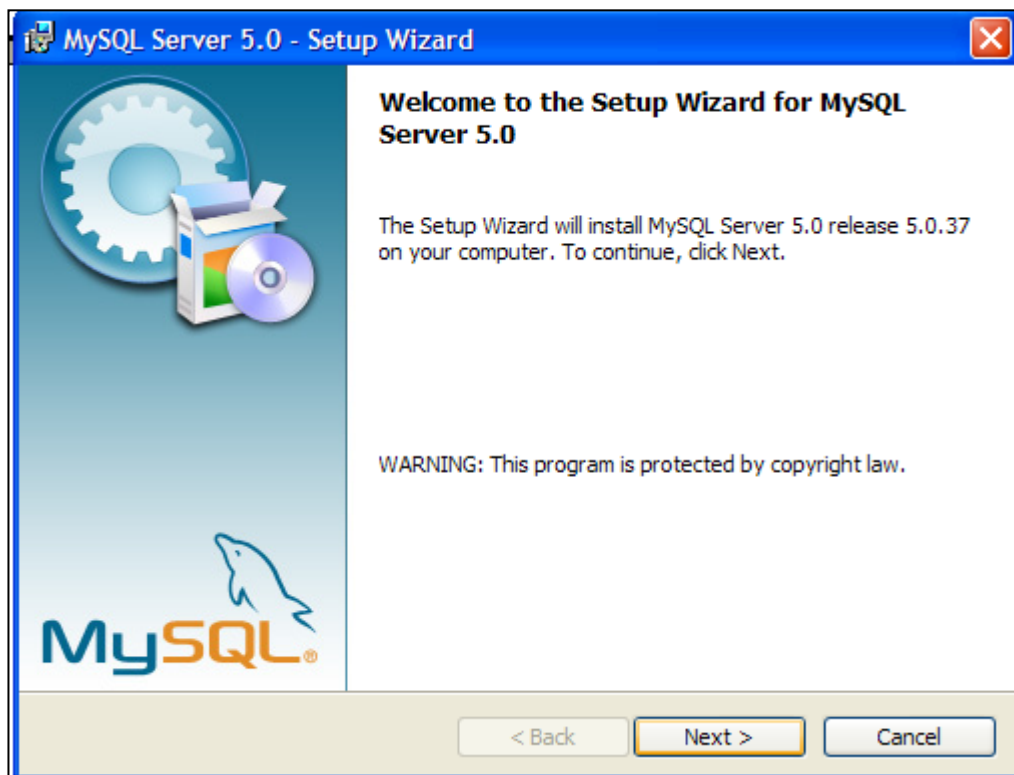 MySQL Server 5.0 - Setup Wizard
Welcome to the Setup Wizard for MySQL
Server 5.0
The Setup Wizard will install MySQL Server 5.0 release 5.0.37
on your computer. To continue, click Next.
WARNING: This program is protected by copyright law.
MySQL®
< Back Next > Cancel